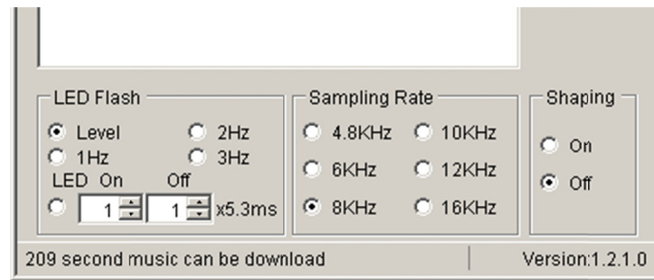 LED Flash
Level 2Hz
1Hz 3Hz
LED On Off
1 1 x5.3ms
Sampling Rate
4.8KHz 10KHz
6KHz 12KHz
8KHz 16KHz
Shaping
On
Off
209 second music can be download Version:1.2.1.0